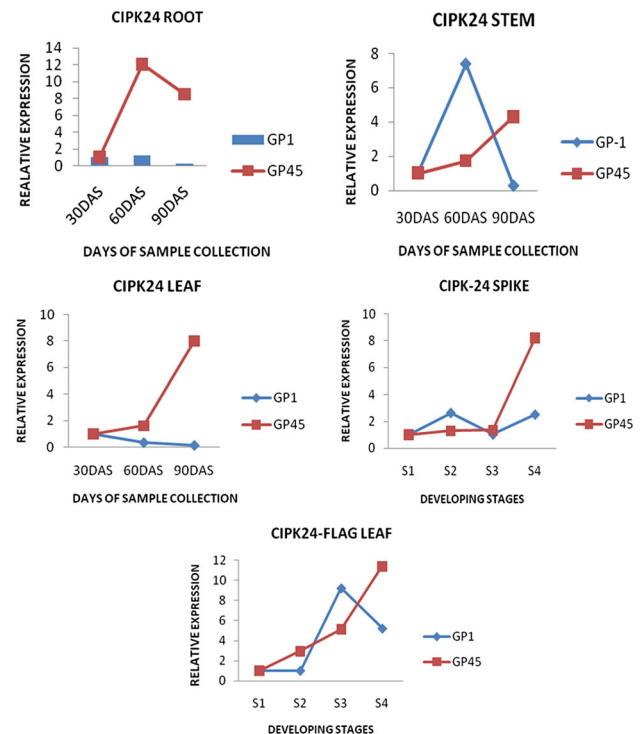 CIPK24 ROOT
REALATIVE EXPRESSION
14
12
10
8
6
4
2
0
30DAS
60DAS
90DAS
GP1
GP45
DAYS OF SAMPLE COLLECTION
CIPK24 STEM
RELATIVE EXPRESSION
8
6
4
2
0
30DAS 60DAS 90DAS
GP-1
GP45
DAYS OF SAMPLE COLLECTION
CIPK24 LEAF
RELATIVE EXPRESSION
10
8
6
4
2
0
30DAS 60DAS 90DAS
GP1
GP45
DAYS OF SAMPLE COLLECTION
CIPK-24 SPIKE
RELATIVE EXPRESSION
10
8
6
4
2
0
S1 S2 S3 S4
GP1
GP45
DEVELOPING STAGES
CIPK24-FLAG LEAF
RELATIVE EXPRESSION
12
10
8
6
4
2
0
S1 S2 S3 S4
GP1
GP45
DEVELOPING STAGES